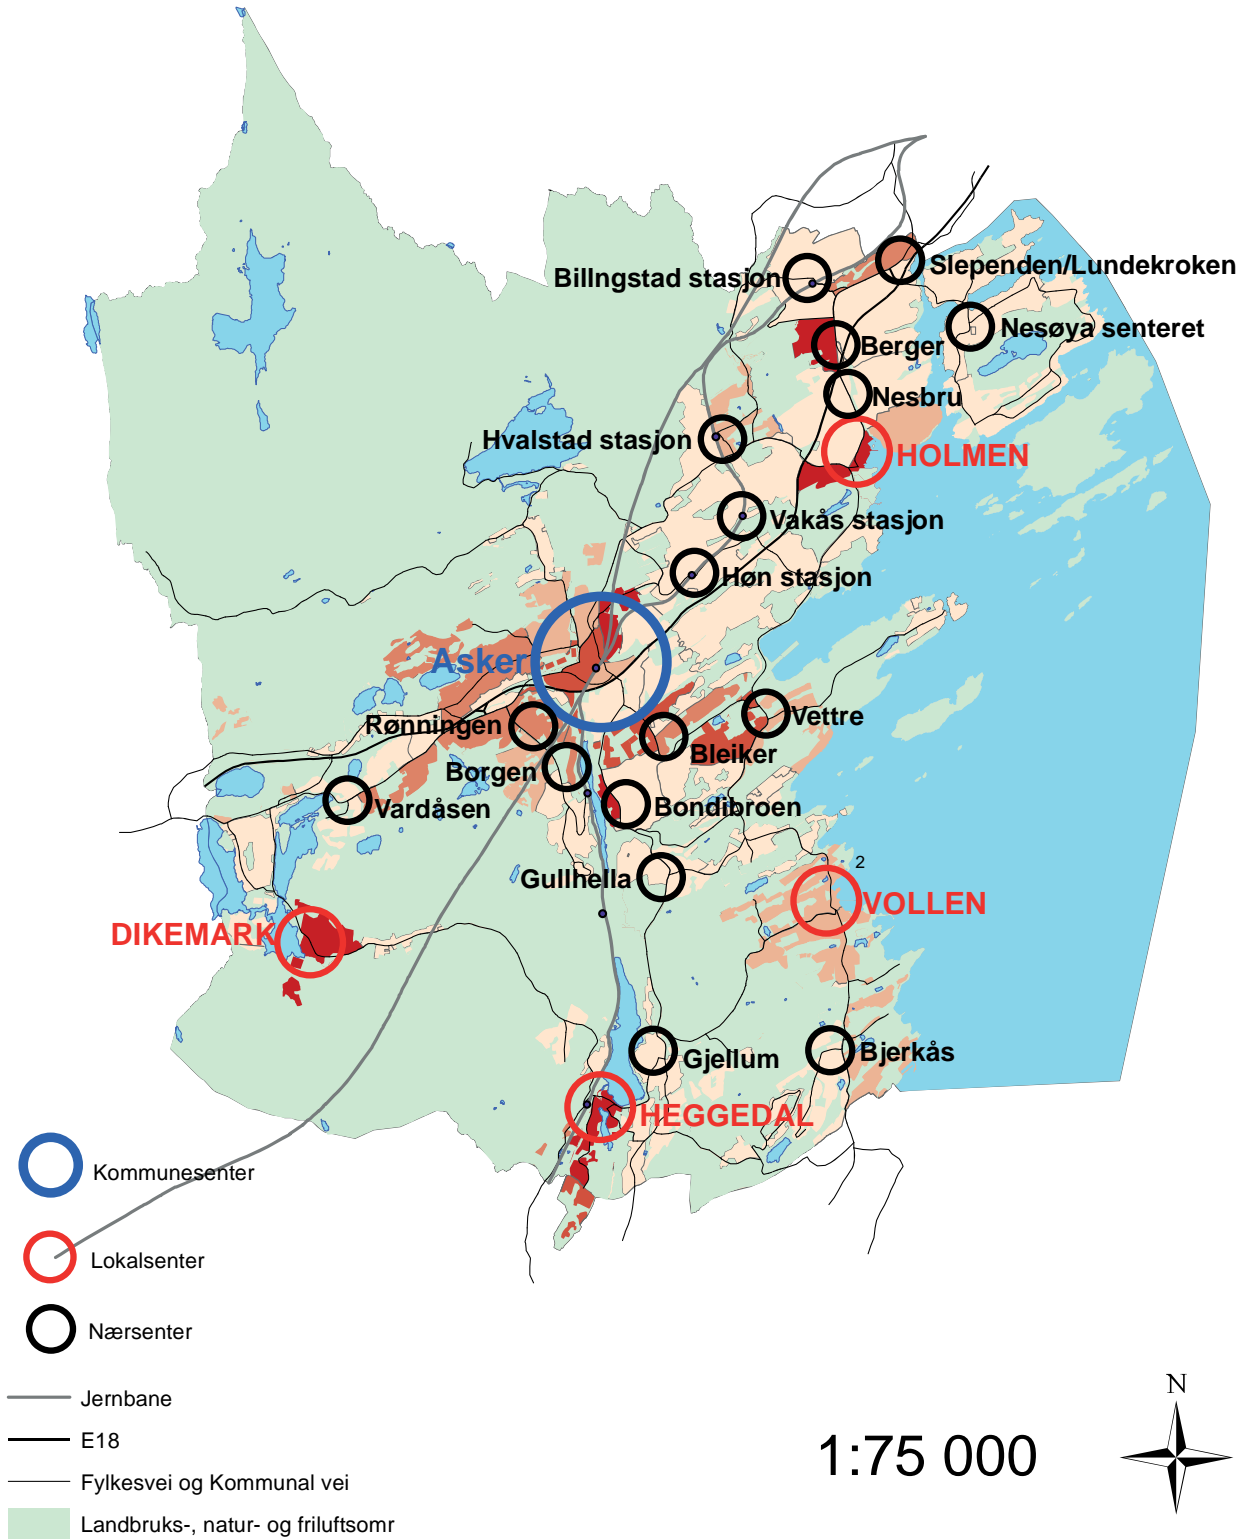 Billngstad stasjon
Slependen/Lundekroken
Nesøya senteret
Berger
Nesbru
Hvalstad stasjon
HOLMEN
Vakås stasjon
Høn stasjon
Asker
Rønningen
Vettre
Bleiker
Borgen
Vardåsen
Bondibroen
2
Gullhella
VOLLEN
DIKEMARK
Gjellum
Bjerkås
HEGGEDAL
Kommunesenter
Lokalsenter
Nærsenter
Jernbane
E18
Fylkesvei og Kommunal vei
Landbruks-, natur- og friluftsomr
1:75 000
N